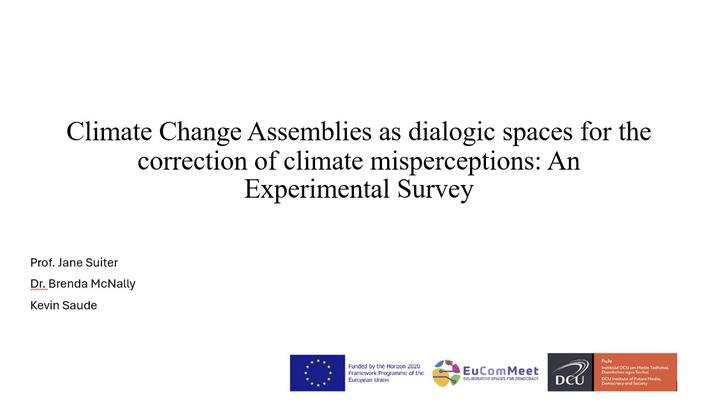 Climate Change Assemblies as dialogic spaces for the
correction of climate misperceptions: An
Experimental Survey
Prof. Jane Suiter
Dr. Brenda McNally
Kevin Saude
Funded by the Horizon 2020
Framework Programme of the
European Union
EuComMeet
DELIBERATIVE SPACES FOR DEMOCRACY
DCU
FuJo
Institiúid DCU um Meáin Todhchaí,
Daonlathas agus Sochaí
DCU Institute of Future Media,
Democracy and Society